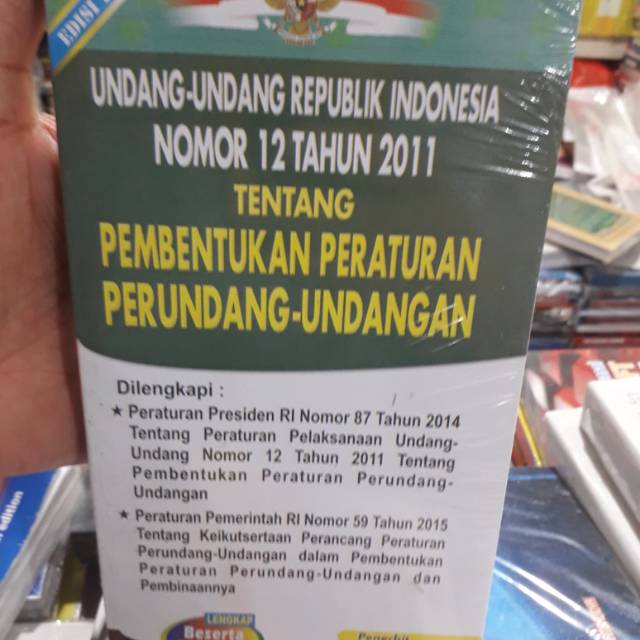 EDISI
UNDANG-UNDANG REPUBLIK INDONESIA
NOMOR 12 TAHUN 2011
TENTANG
PEMBENTUKAN PERATURAN
PERUNDANG-UNDANGAN
Dilengkapi :
★ Peraturan Presiden RI Nomor 87 Tahun 2014
Tentang Peraturan Pelaksanaan Undang-
Undang Nomor 12 Tahun 2011 Tentang
Pembentukan Peraturan Perundang-
Undangan
★ Peraturan Pemerintah RI Nomor 59 Tahun 2015
Tentang Keikutsertaan Perancang Peraturan
Perundang-Undangan dalam Pembentukan
Peraturan Perundang-Undangan dan
Pembinaannya
LENGKAP
Beserta
Penerbit
Edition